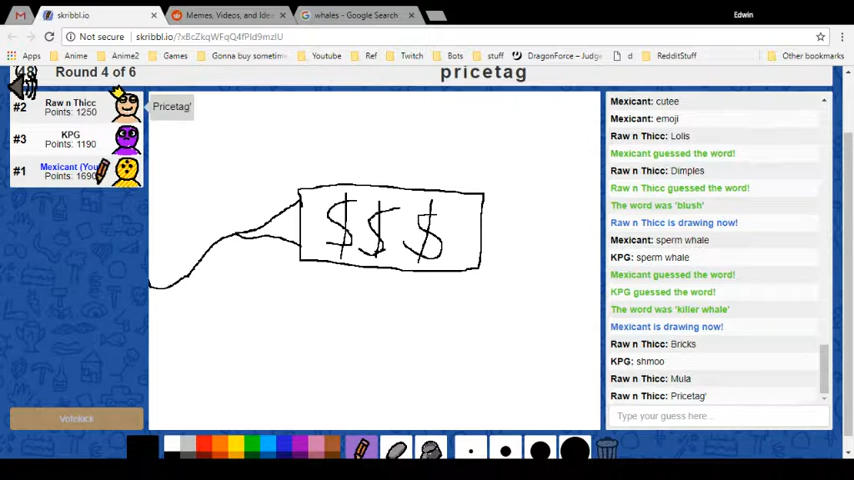 skribbl.io
Memes, Videos, and Ide
whales - Google Search
Edwin
Not secure
skribbl.io/?xBcZkqWFqQ4fPId9mzIU
Apps
Anime
Anime2
Games
Gonna buy sometime
Youtube
Ref
Twitch
Bots
stuff
DragonForce – Judge
d
RedditStuff
Other bookmarks
Round 4 of 6
pricetag
#2
Raw n Thicc
Points: 1250
Pricetag'
#3
KPG
Points: 1190
#1
Mexicant (You
Points: 1690
$ $ $
Mexicant: cutee
Mexicant: emoji
Raw n Thicc: Lolis
Mexicant guessed the word!
Raw n Thicc: Dimples
Raw n Thicc guessed the word!
The word was 'blush'
Raw n Thicc is drawing now!
Mexicant: sperm whale
KPG: sperm whale
Mexicant guessed the word!
KPG guessed the word!
The word was 'killer whale'
Mexicant is drawing now!
Raw n Thicc: Bricks
KPG: shmoo
Raw n Thicc: Mula
Raw n Thicc: Pricetag'
Type your guess here...
Votekick